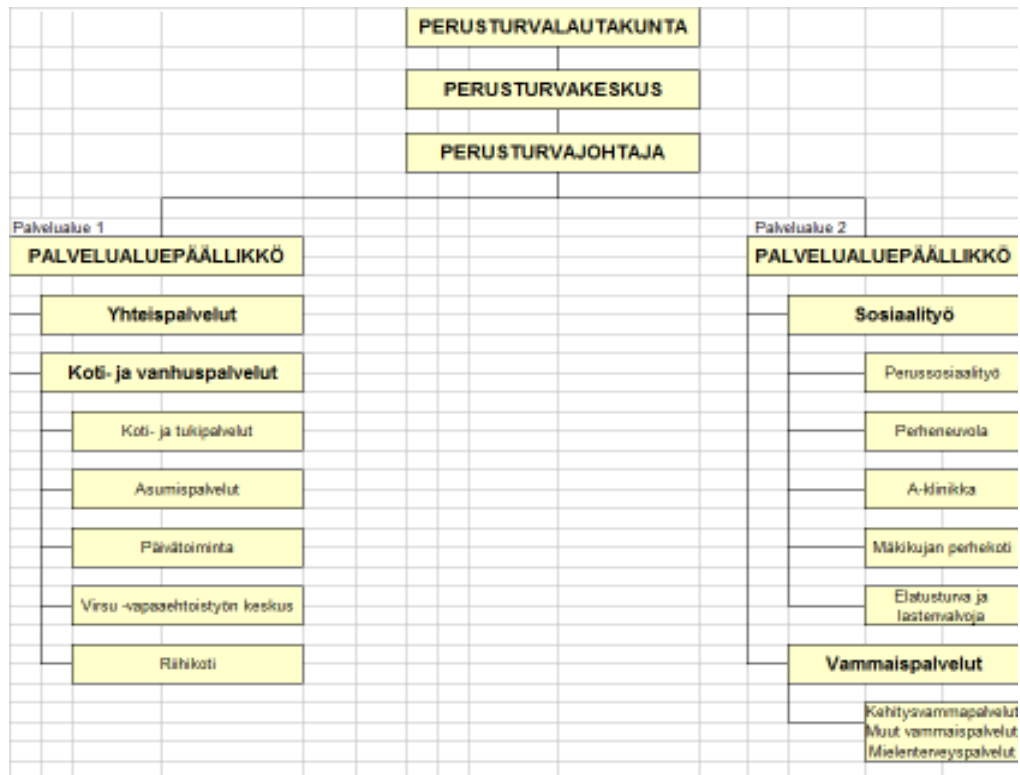 PERUSTURVALAUTAKUNTA
PERUSTURVAKESKUS
PERUSTURVAJOHTAJA
Palvelualue 1
PALVELUALUEPÄÄLLIKKÖ
Yhteispalvelut
Koti- ja vanhuspalvelut
Koti- ja tukipalvelut
Asumispalvelut
Päivätoiminta
Virsu -vapaaehtoistyön keskus
Riihikoti
Palvelualue 2
PALVELUALUEPÄÄLLIKKÖ
Sosiaalityö
Perussosiaalityö
Perheneuvola
A-klinikka
Mäkikujan perhekoti
Elatusturva ja
lastenvalvoja
Vammaispalvelut
Kehitysvammapalvelut
Muut vammaispalvelut
Mielenterveyspalvelut